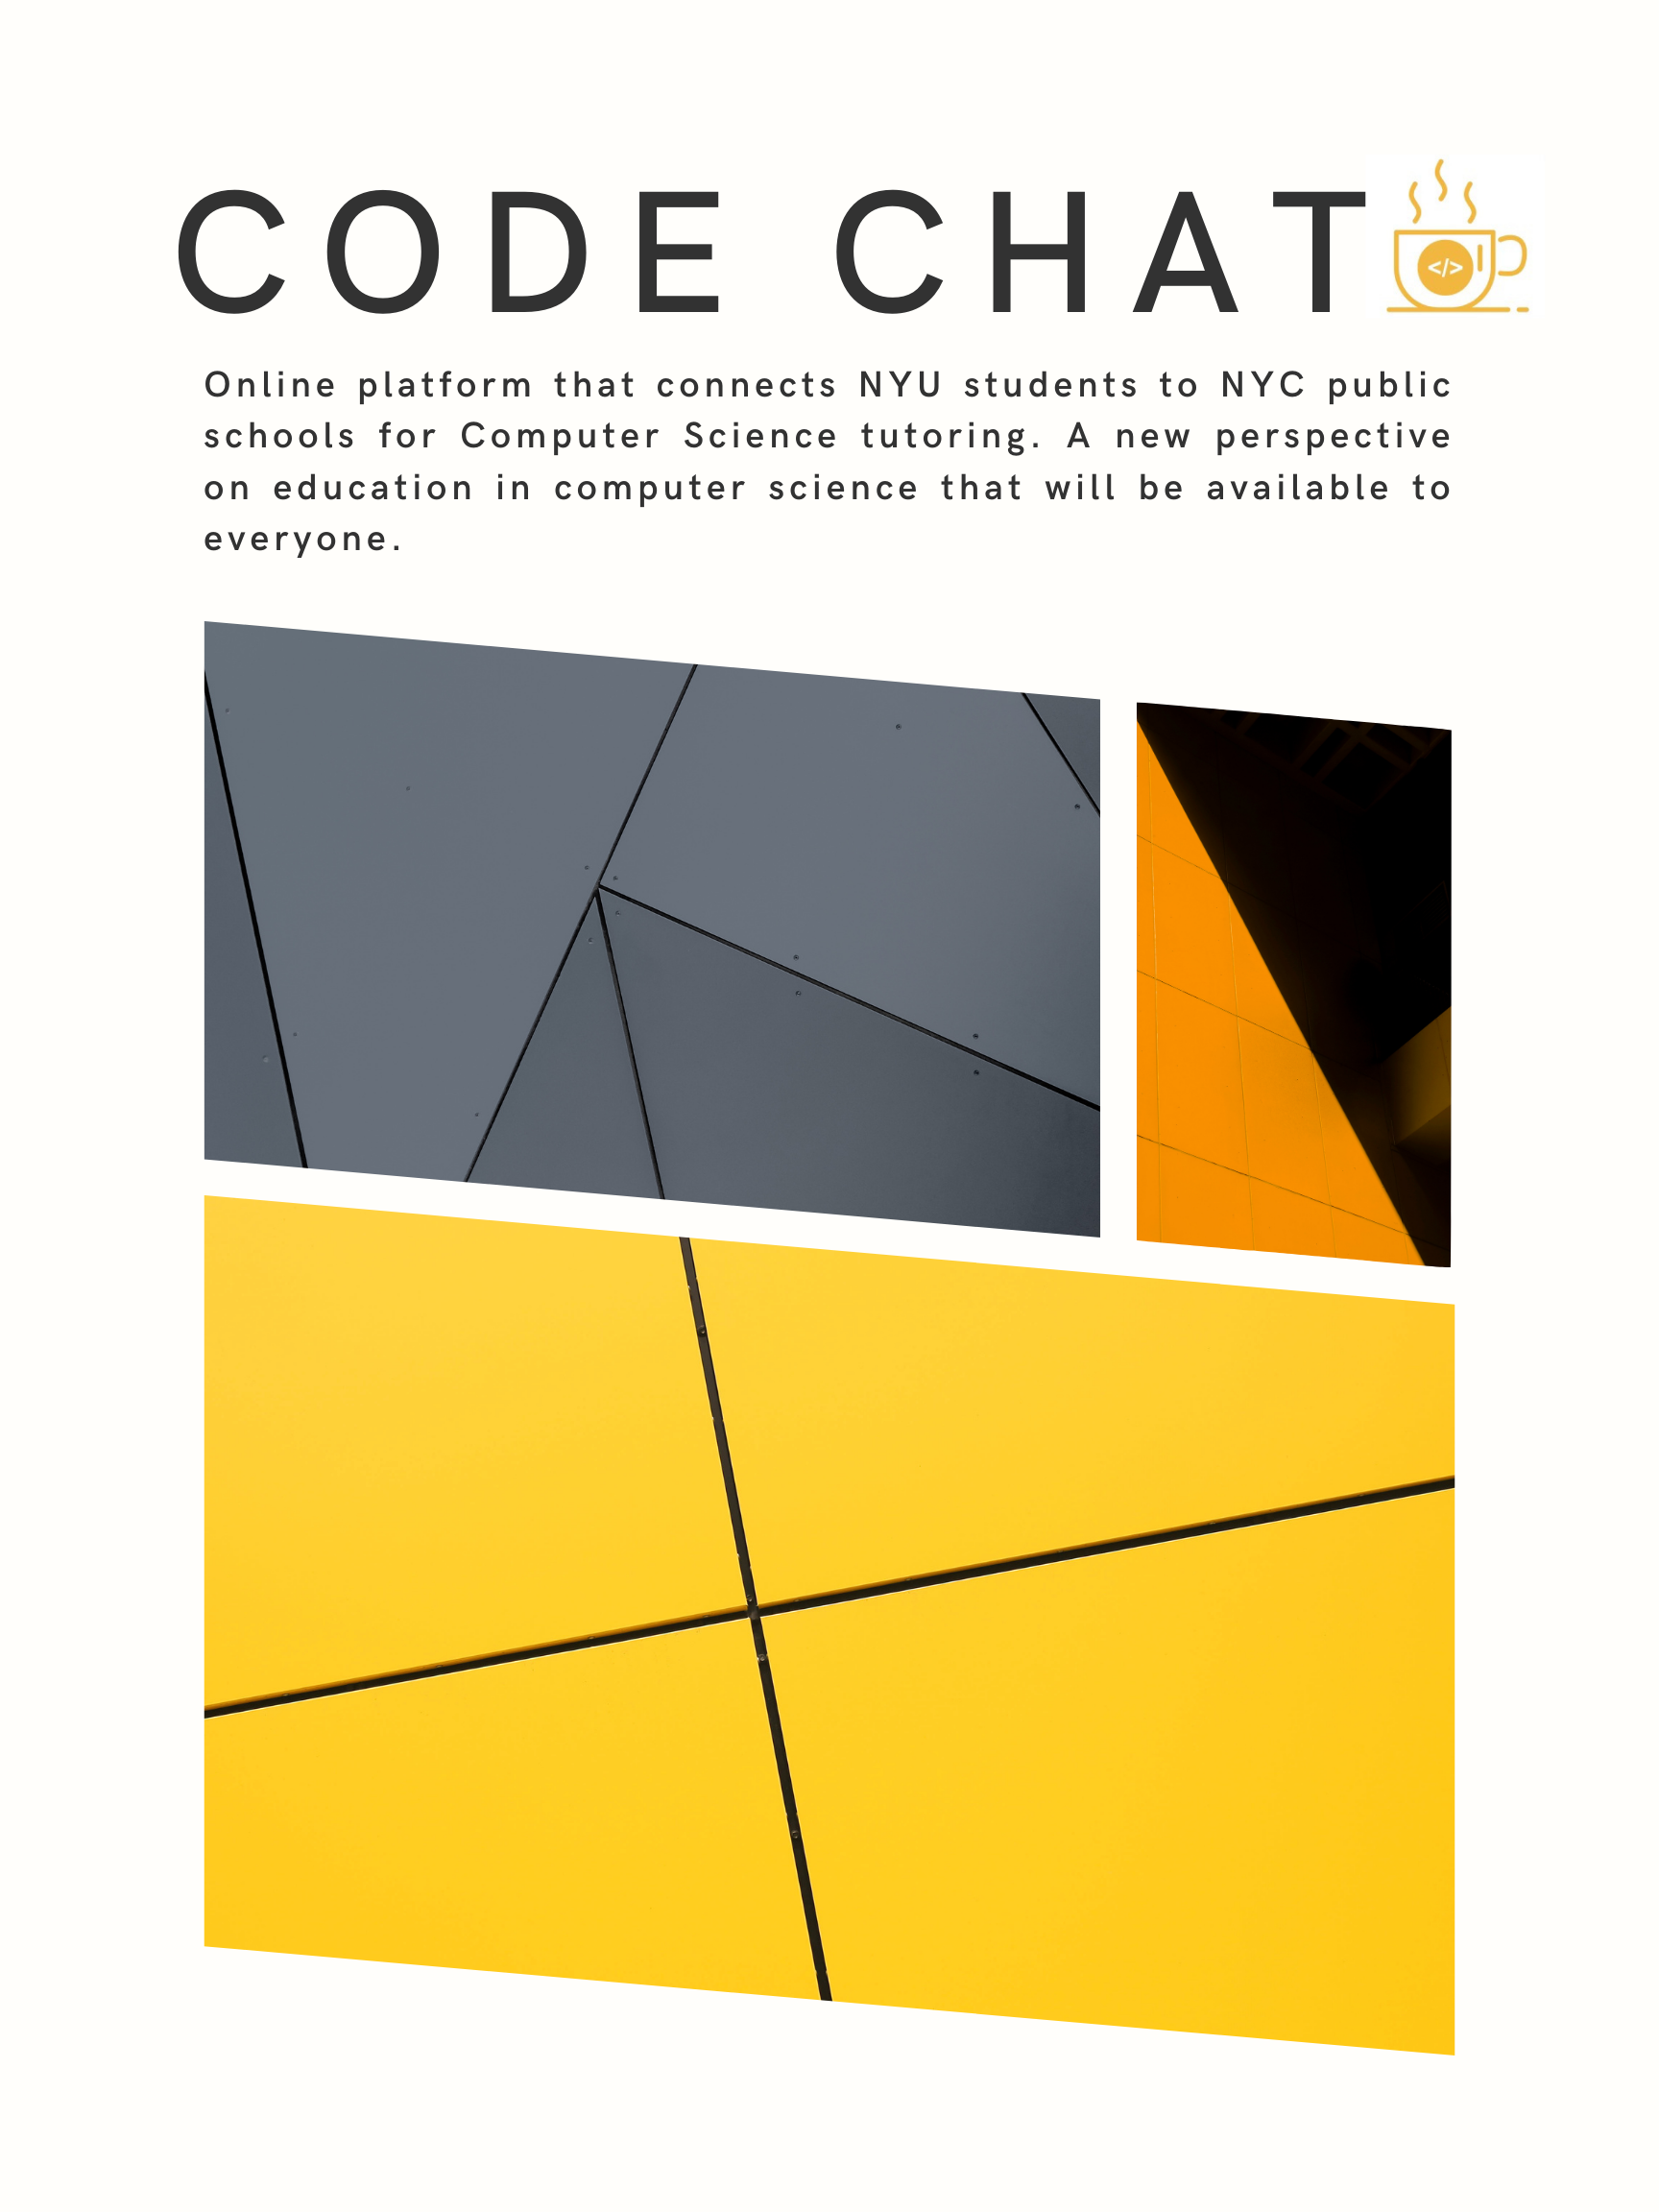 CODE CHAT
</>
Online platform that connects NYU students to NYC public
schools for Computer Science tutoring. A new perspective
on education in computer science that will be available to
everyone.